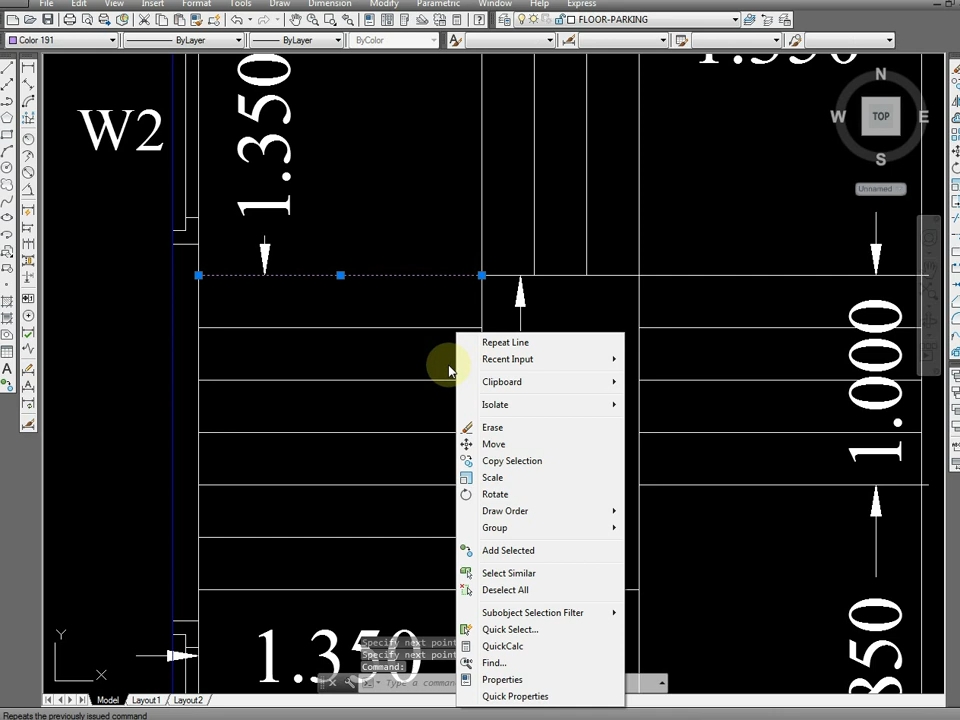 File Edit View Insert Format Tools Draw Dimension Modify Parametric Window Help Express
FLOOR-PARKING
Color 191 ByLayer ByLayer ByColor
W2
1.350
N
W TOP E
S
Unnamed
1.000
Repeat Line
Recent Input
Clipboard
Isolate
Erase
Move
Copy Selection
Scale
Rotate
Draw Order
Group
Add Selected
Select Similar
Deselect All
Subobject Selection Filter
Quick Select...
QuickCalc
Find...
Properties
Quick Properties
1.350
Specify next point
Specify next point
Command:
Type a comma
Y
X
Model Layout1 Layout2
Repeats the previously issued command